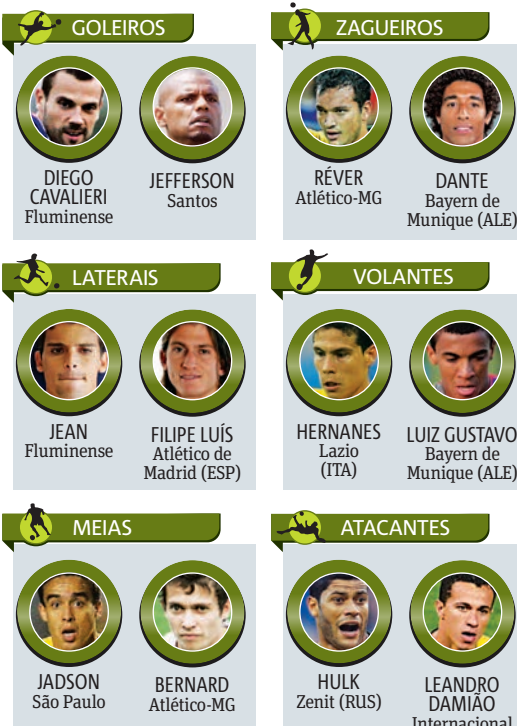 GOLEIROS
DIEGO
CAVALIERI
Fluminense
JEFFERSON
Santos
ZAGUEIROS
RÉVER
Atlético-MG
DANTE
Bayern de
Munique (ALE)
LATERAIS
JEAN
Fluminense
FILIPE LUÍS
Atlético de
Madrid (ESP)
VOLANTES
HERNANES
Lazio
(ITA)
LUIZ GUSTAVO
Bayern de
Munique (ALE)
MEIAS
JADSON
São Paulo
BERNARD
Atlético-MG
ATACANTES
HULK
Zenit (RUS)
LEANDRO
DAMIÃO
Internacional